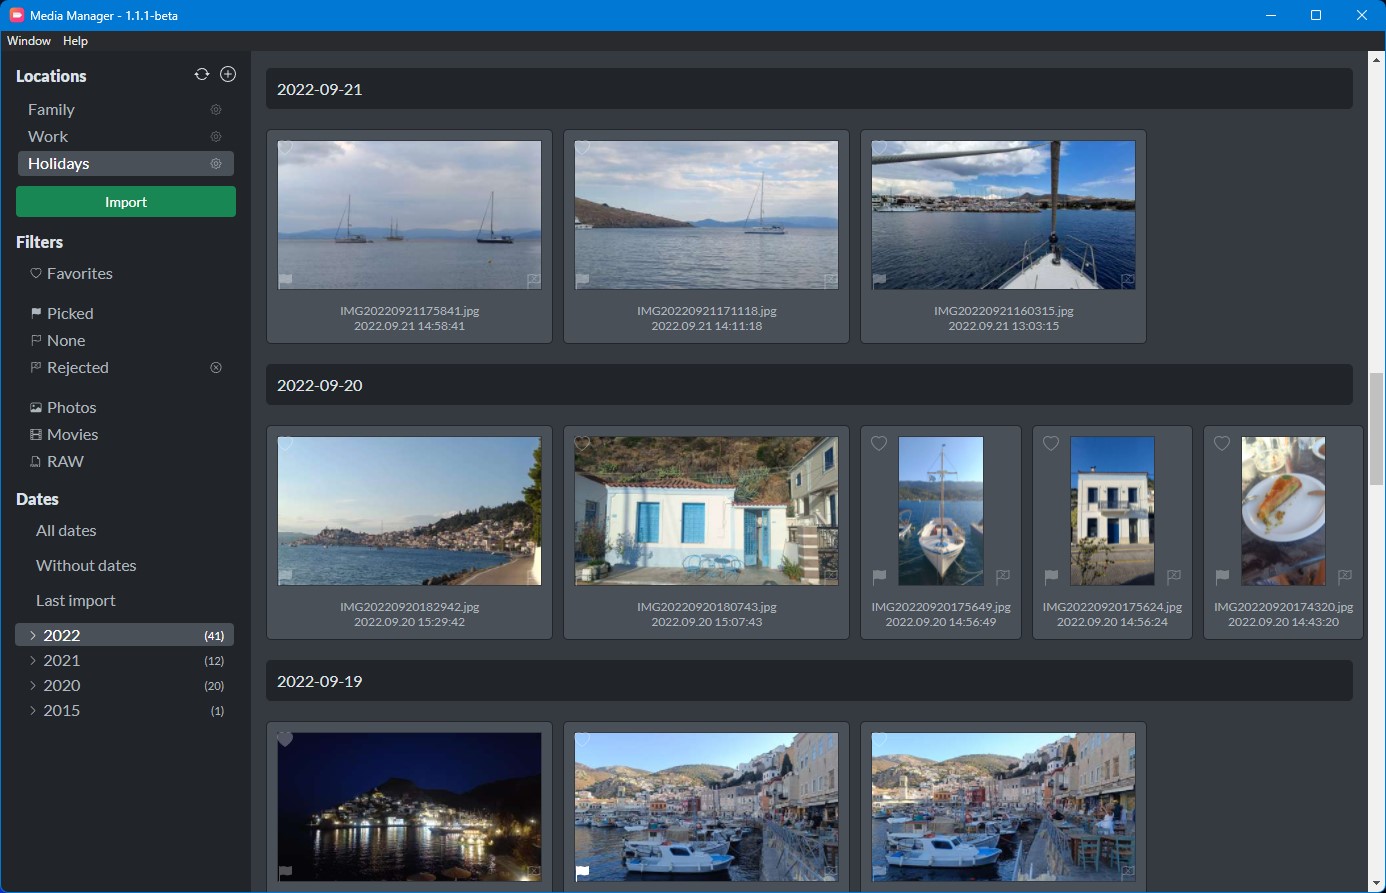 Media Manager - 1.1.1-beta
Window Help
Locations
Family
Work
Holidays
Import
Filters
Favorites
Picked
None
Rejected
Photos
Movies
RAW
Dates
All dates
Without dates
Last import
2022 (41)
2021 (12)
2020 (20)
2015 (1)
2022-09-21
IMG20220921175841.jpg
2022.09.21 14:58:41
IMG20220921171118.jpg
2022.09.21 14:11:18
IMG20220921160315.jpg
2022.09.21 13:03:15
2022-09-20
IMG20220920182942.jpg
2022.09.20 15:29:42
IMG20220920180743.jpg
2022.09.20 15:07:43
IMG20220920175649.jpg
2022.09.20 14:56:49
IMG20220920175624.jpg
2022.09.20 14:56:24
IMG20220920174320.jpg
2022.09.20 14:43:20
2022-09-19